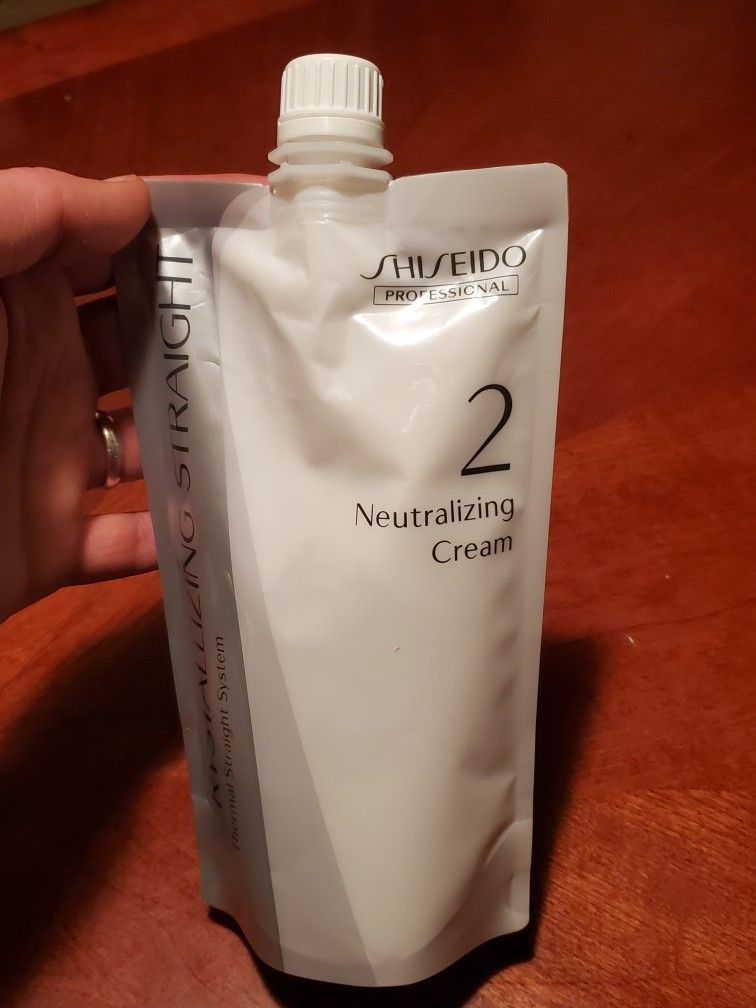 SHISEIDO
PROFESSIONAL
2
Neutralizing
Cream
STRAIGHT
Thermal Straight System